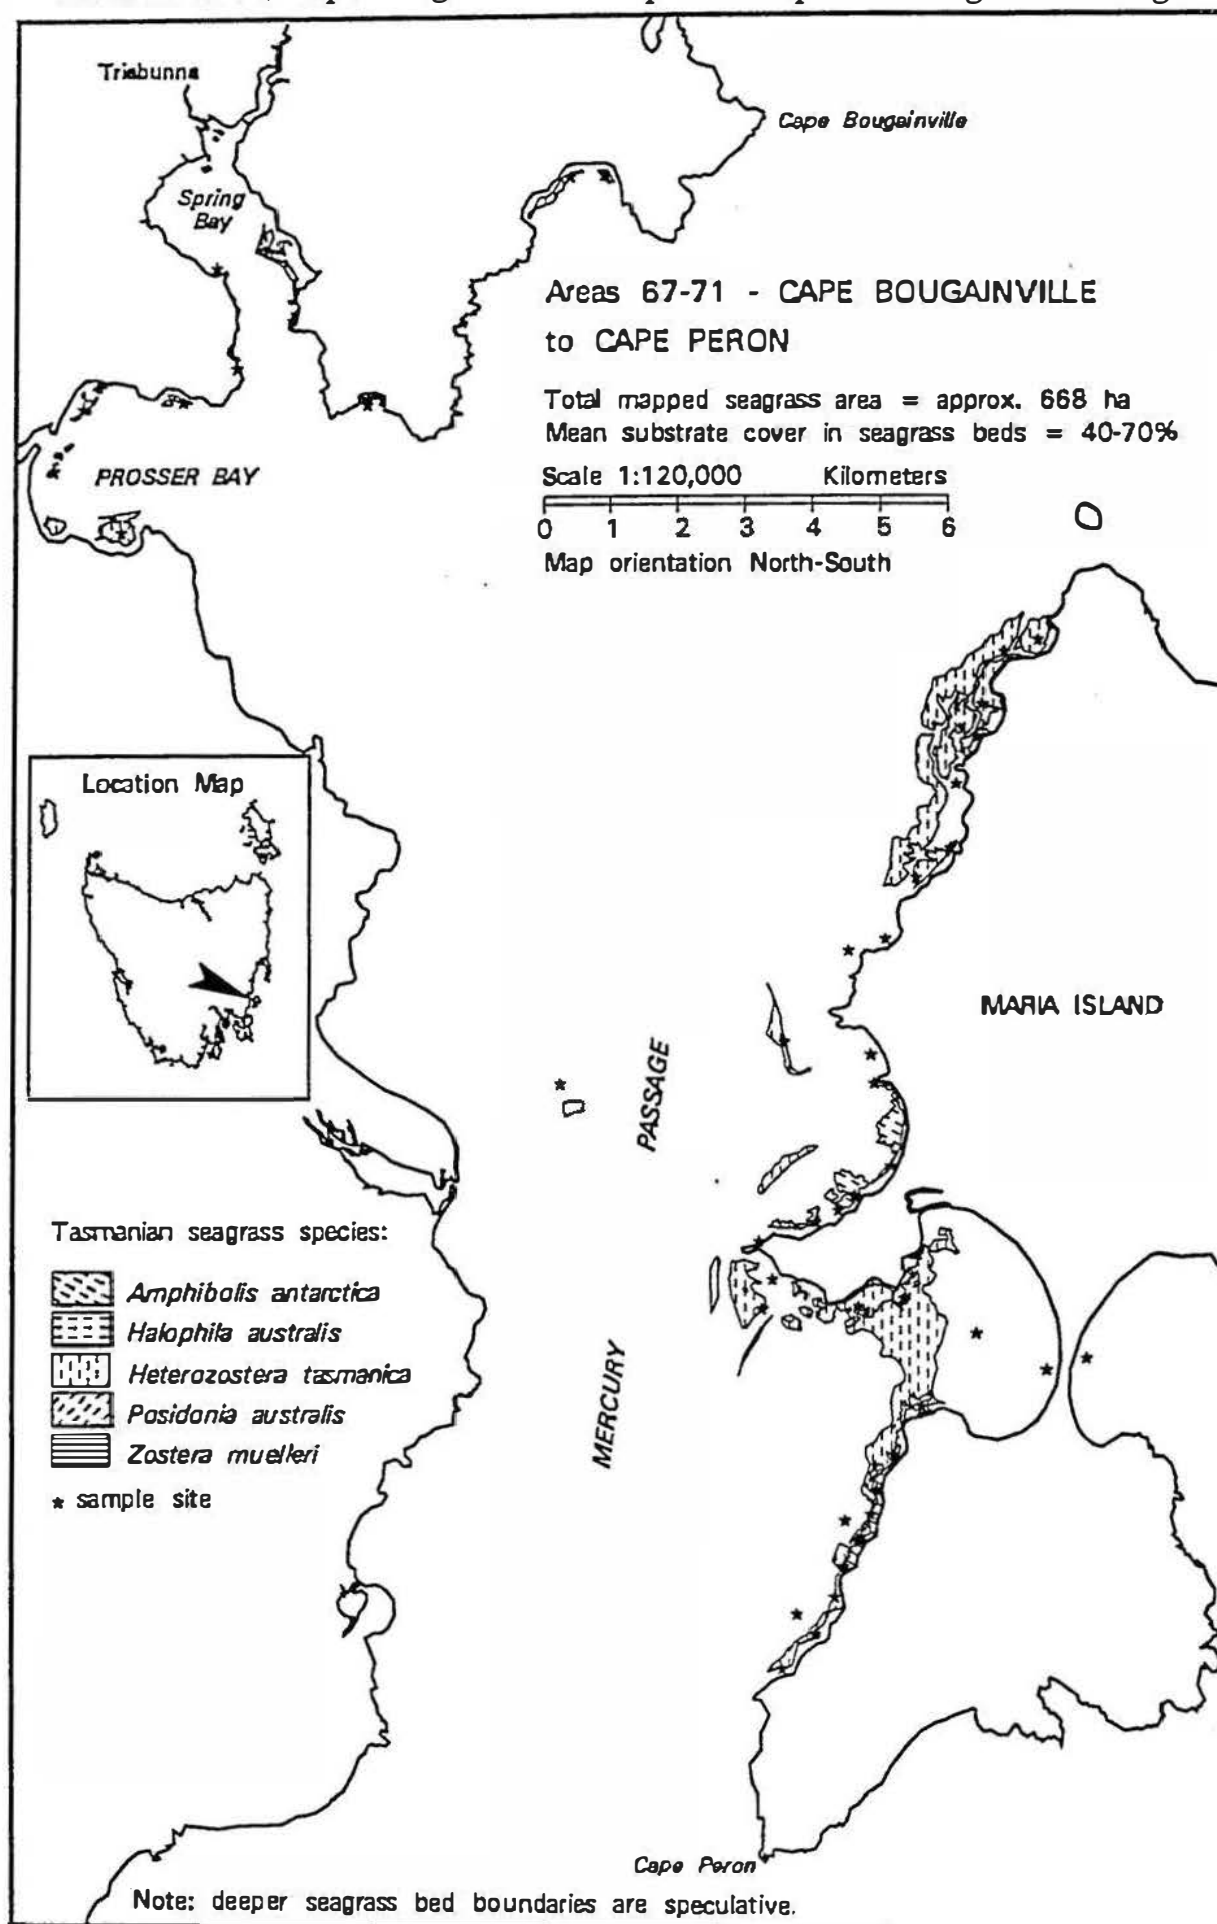 Triabunna
Cape Bougainville
Spring
Bay
Areas 67-71 - CAPE BOUGAINVILLE
to CAPE PERON
Total mapped seagrass area = approx. 668 ha
Mean substrate cover in seagrass beds = 40-70%
Scale 1:120,000 Kilometers
0 1 2 3 4 5 6
Map orientation North-South
PROSSER BAY
Location Map
MARIA ISLAND
PASSAGE
MERCURY
Tasmanian seagrass species:
Amphibolis antarctica
Halophila australis
Heterozostera tasmanica
Posidonia australis
Zostera muelleri
* sample site
Cape Peron
Note: deeper seagrass bed boundaries are speculative.